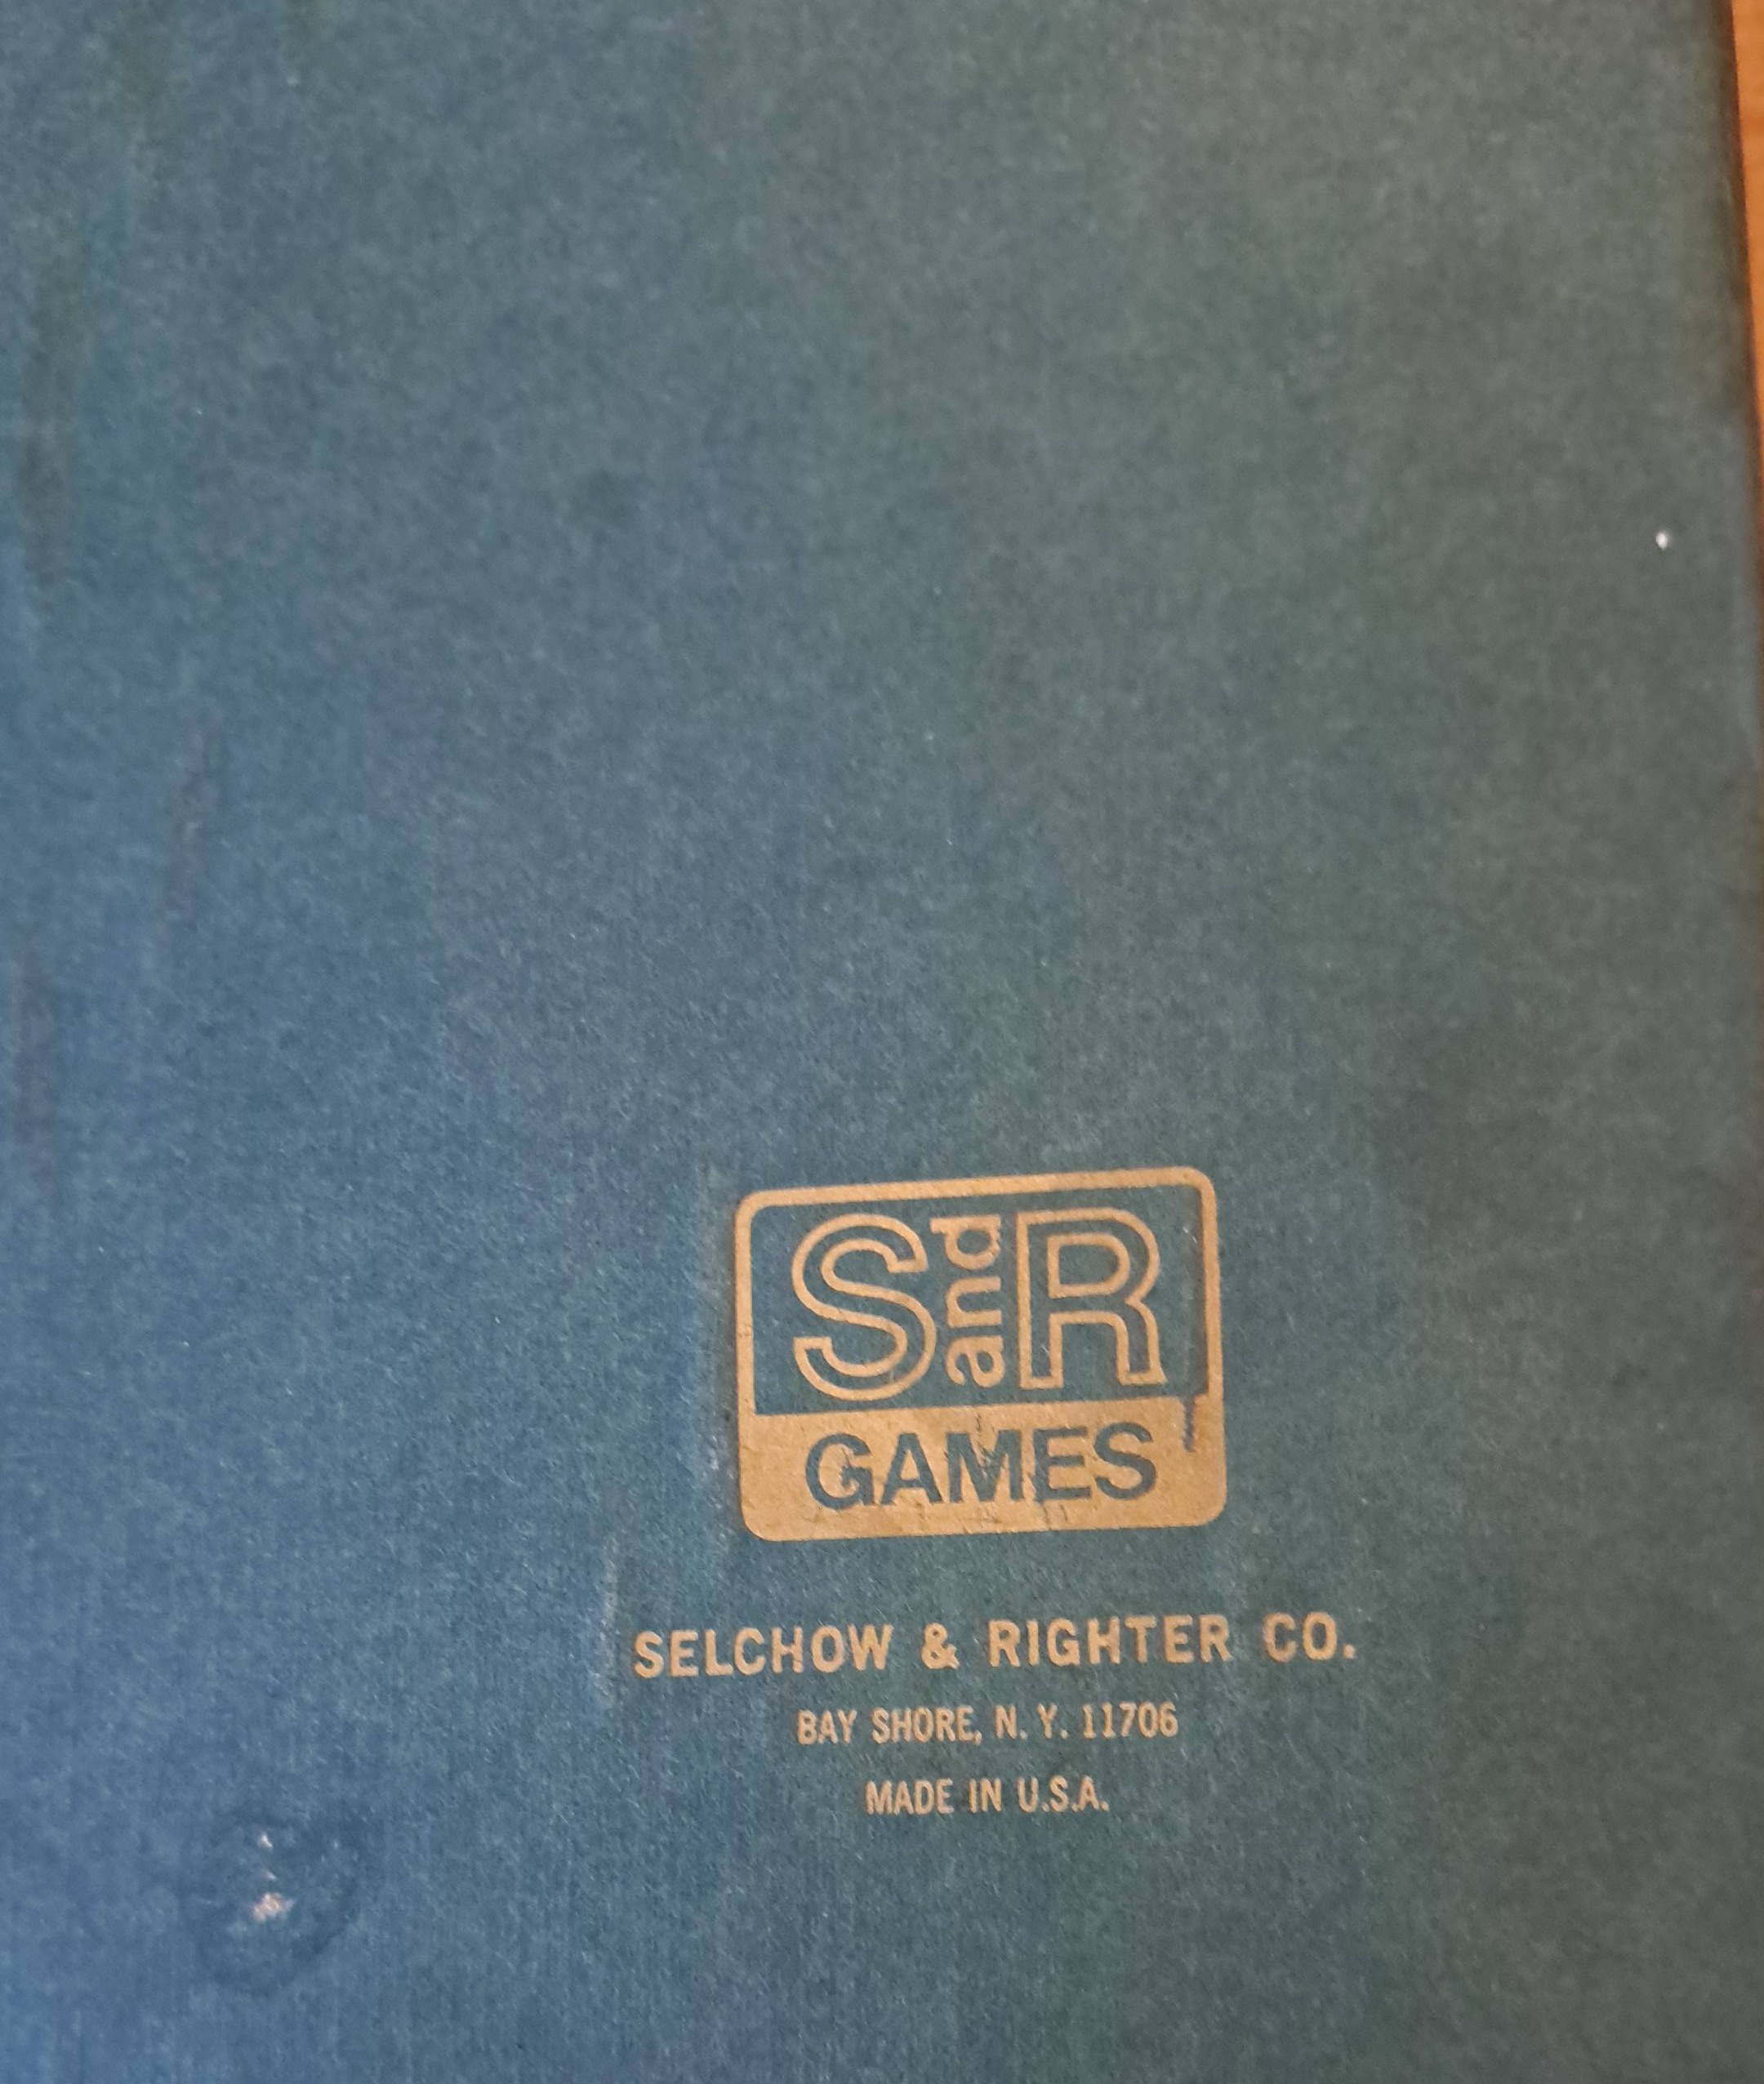 S and R
GAMES
SELCHOW & RIGHTER CO.
BAY SHORE, N. Y. 11706
MADE IN U.S.A.